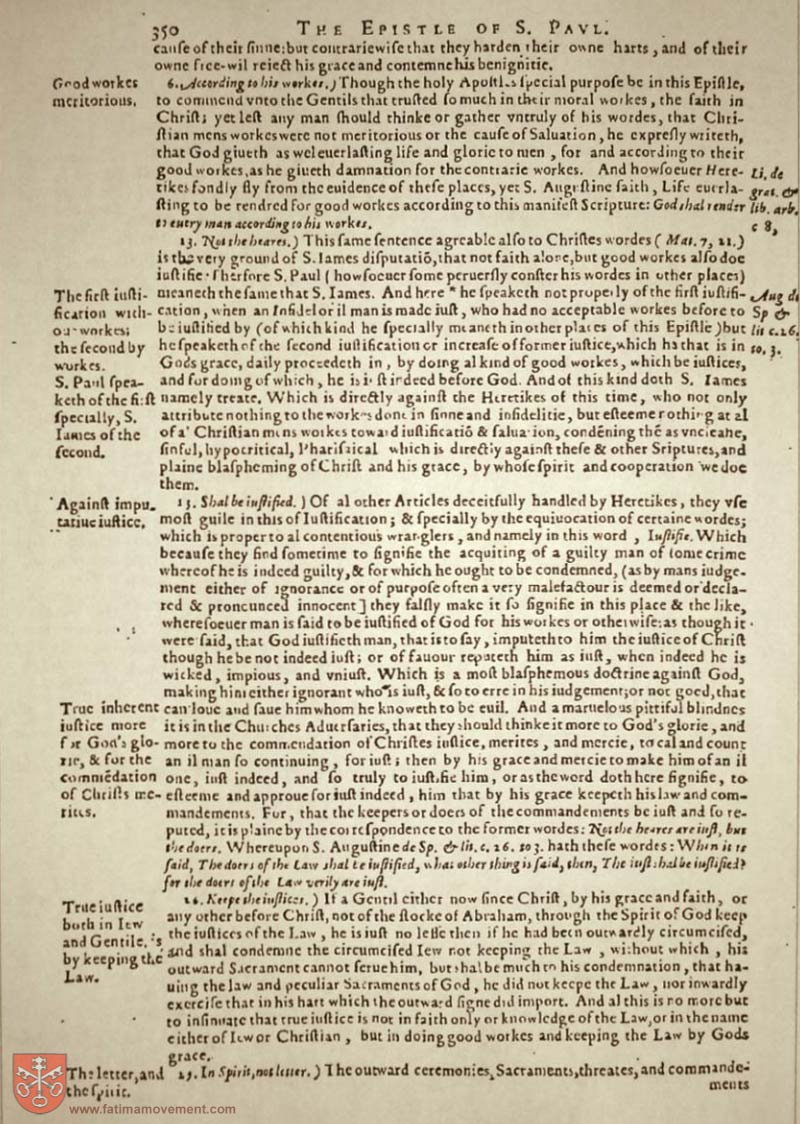 350 THE EPISTLE OF S. PAVL.
cauſe of their ſinne: but contrariewiſe that they harden their owne harts, and of their
owne free-wil reiect his grace and contemne his benignitie.
Good workes
meritorious.
6. According to his workes.) Though the holy Apoſtles ſpecial purpoſe be in this Epiſtle,
to commend vnto the Gentils that truſted ſo much in their moral workes, the faith in
Chriſt; yet leſt any man ſhould thinke or gather vntruly of his wordes, that Chri-
ſtian mens workes were not meritorious or the cauſe of Saluation, he expreſly writeth,
that God giueth as wel euerlaſting life and glorie to men, for and according to their
good workes, as he giueth damnation for the contrarie workes. And howſoeuer Here-
tikes fondly fly from the euidence of theſe places, yet S. Auguſtine ſaith, Life euerla-
ſting to be rendred for good workes according to this manifeſt Scripture: God ſhal render
to euery man according to his workes.
Li. de
grat. &
lib. arb.
c 8,
13. Not the heares.) This ſame ſentence agreable alſo to Chriſtes wordes (Mat. 7, 21.)
is the very ground of S. Iames diſputatiō, that not faith alone, but good workes alſo doe
iuſtifie. Therfore S. Paul (howſoeuer ſome peruerſly conſter his wordes in other places)
meaneth the ſame that S. Iames. And here * he ſpeaketh not properly of the firſt iuſtifi-
cation, when an Infidel or il man is made iuſt, who had no acceptable workes before to
be iuſtified by (of which kind he ſpecially meaneth in other places of this Epiſtle) but
he ſpeaketh of the ſecond iuſtification or increaſe of former iuſtice, which he that is in
Gods grace, daily proceedeth in, by doing al kind of good workes, which be iuſtices,
and for doing of which, he is iuſt indeed before God. And of this kind doth S. Iames
namely treate. Which is directly againſt the Heretikes of this time, who not only
attribute nothing to the workes done in ſinne and infidelitie, but eſteeme nothing at al
of al Chriſtian mens workes toward iuſtificatiō & ſaluation, condēning thē as vncleane,
ſinful, hypocritical, Phariſaical which is directly againſt theſe & other Sriptures, and
plaine blaſpheming of Chriſt and his grace, by whoſe ſpirit and cooperation we doe
them.
The firſt iuſti-
fication with-
our workes;
the ſecond by
workes.
S. Paul ſpea-
keth of the firſt
ſpecially, S.
Iames of the
ſecond.
Aug de
Sp &
lit c. 26.
to. 3.
Againſt impu-
tatiue iuſtice.
13. Shal be iuſtified.) Of al other Articles deceitfully handled by Heretikes, they vſe
moſt guile in this of Iuſtification; & ſpecially by the equiuocation of certaine wordes;
which is proper to al contentious wranglers, and namely in this word, Iuſtifie. Which
becauſe they find ſometime to ſignifie the acquiting of a guilty man of ſome crime
whereof he is indeed guilty, & for which he ought to be condemned, (as by mans iudge-
ment either of ignorance or of purpoſe often a very malefactour is deemed or decla-
red & pronounced innocent] they falſly make it ſo ſignifie in this place & the like,
whereſoeuer man is ſaid to be iuſtified of God for his workes or otherwiſe: as though it
were ſaid, that God iuſtifieth man, that is to ſay, imputeth to him the iuſtice of Chriſt
though he be not indeed iuſt; or of fauour reputeth him as iuſt, when indeed he is
wicked, impious, and vniuſt. Which is a moſt blaſphemous doctrine againſt God,
making him either ignorant who is iuſt, & ſo to erre in his iudgement; or not good, that
can loue and ſaue him whom he knoweth to be euil. And a maruelous pittiful blindnes
it is in the Churches Aduerſaries, that they ſhould thinke it more to God's glorie, and
more to the commendation of Chriſtes iuſtice, merites, and mercie, to cal and count
an il man ſo continuing, for iuſt; then by his grace and mercie to make him of an il
one, iuſt indeed, and ſo truly to iuſtifie him, or as the word doth here ſignifie, to
eſteeme and approue for iuſt indeed, him that by his grace keepeth his law and com-
mandements. For, that the keepers or doers of the commandements be iuſt and ſo re-
puted, it is plaine by the correſpondence to the former wordes: Not the heares are iuſt, but
the doers. Whereupon S. Auguſtine de Sp. & lit. c. 26. to 3. hath theſe wordes: When it is
ſaid, The doers of the Law ſhal be iuſtified, what other thing is ſaid, then, The iuſt ſhal be iuſtified?
for the doers of the Law verily are iuſt.
True inherent
iuſtice more
for God's glo-
rie, & for the
commēdation
of Chriſts me-
rites.
True iuſtice
both in Iew
and Gentile, is
by keeping the
Law.
26. Keepe the iuſtices.) If a Gentil either now ſince Chriſt, by his grace and faith, or
any other before Chriſt, not of the ſtocke of Abraham, through the Spirit of God keep
the iuſtices of the Law, he is iuſt no leſſe then if he had been outwardly circumciſed,
and shal condemne the circumciſed Iew not keeping the Law, without which, his
outward Sacrament cannot ſerue him, but ſhal be much to his condemnation, that ha-
uing the law and peculiar Sacraments of God, he did not keepe the Law, nor inwardly
exerciſe that in his hart which the outward ſigne did import. And al this is no more but
to inſinuate that true iuſtice is not in faith only or knowledge of the Law, or in the name
either of Iew or Chriſtian, but in doing good workes and keeping the Law by Gods
grace.
The letter, and
the ſpirit.
29. In Spirit, not letter.) The outward ceremonies, Sacraments, threates, and commande-
ments
www.fatimamovement.com